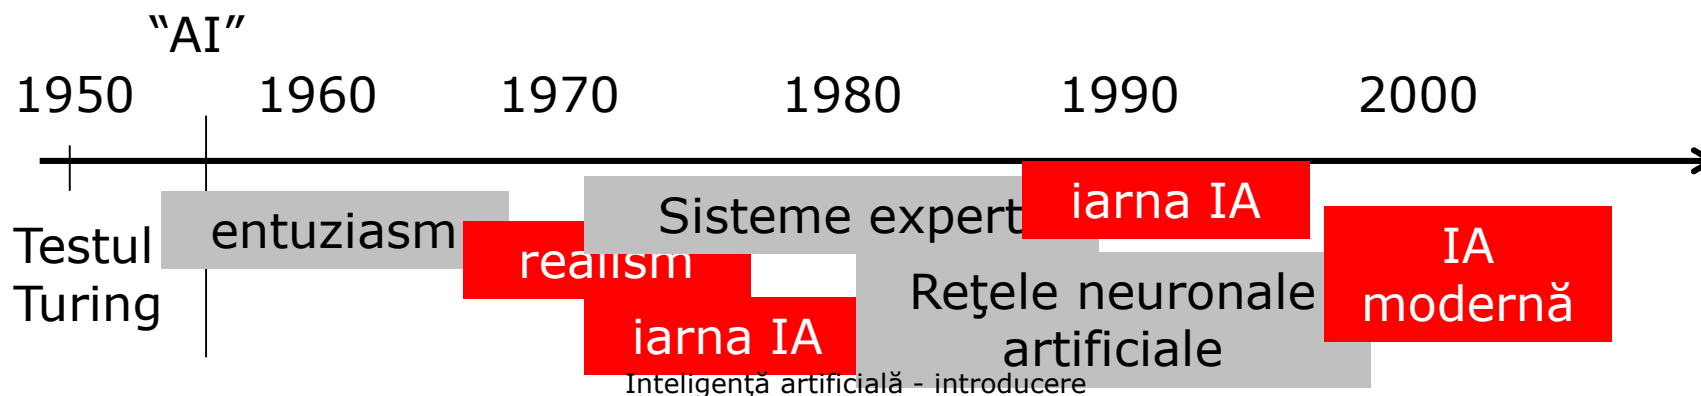 “AI”
1950 1960 1970 1980 1990 2000
Testul
Turing
entuziasm
realism
Sisteme expert
iarna IA
iarna IA
Reţele neuronale
artificiale
IA
modernă
Inteligenţă artificială - introducere